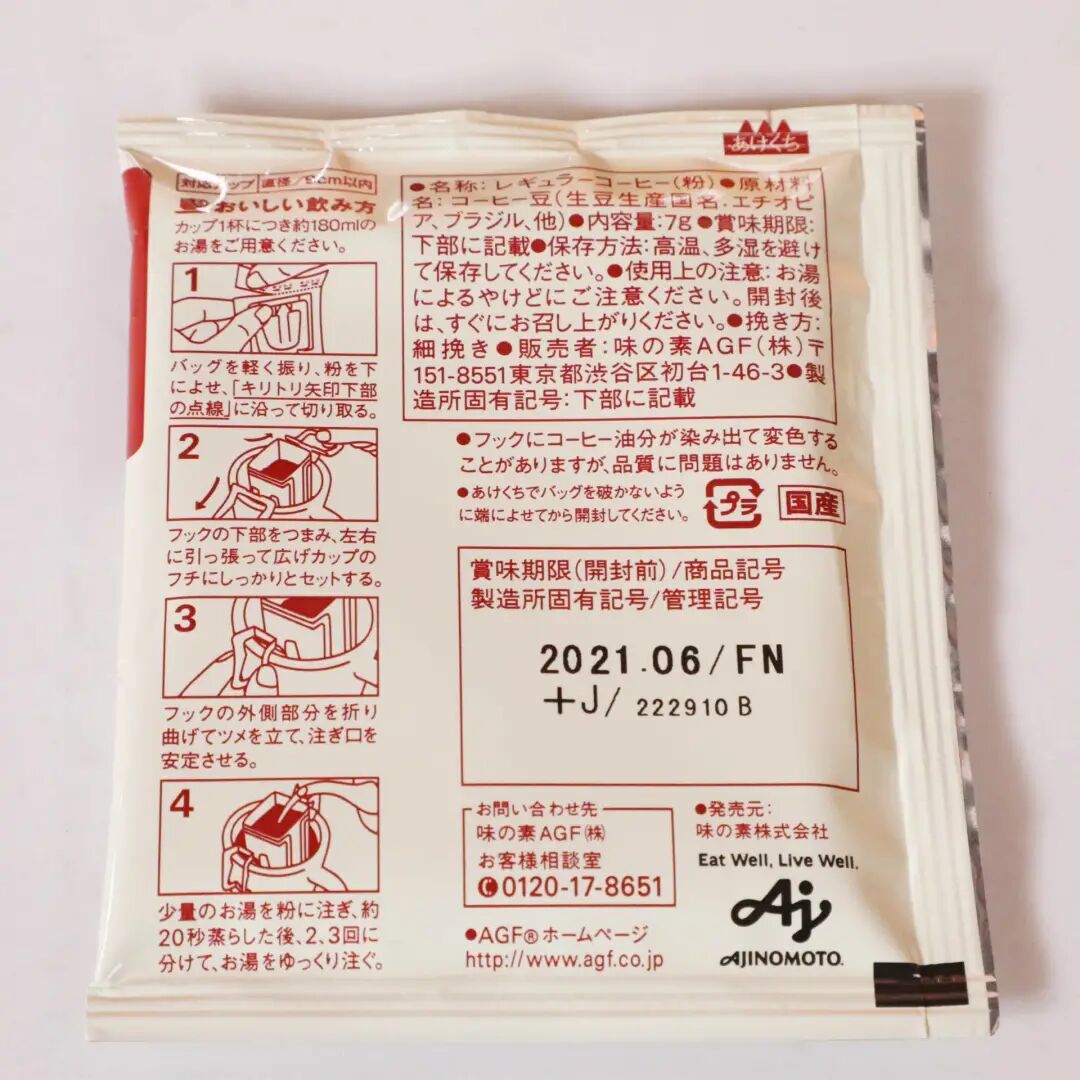 あけくち
対応カップ 直径/9cm以内
おいしい飲み方
カップ1杯につき約180mlの
お湯をご用意ください。
1
バッグを軽く振り、粉を下
によせ、「キリトリ矢印下部
の点線」に沿って切り取る。
2
フックの下部をつまみ、左右
に引っ張って広げカップの
フチにしっかりとセットする。
3
フックの外側部分を折り
曲げてツメを立て、注ぎ口を
安定させる。
4
少量のお湯を粉に注ぎ、約
20秒蒸らした後、2、3回に
分けて、お湯をゆっくり注ぐ。
●名称:レギュラーコーヒー(粉)●原材料
名:コーヒー豆(生豆生産国名:エチオピ
ア、ブラジル、他)●内容量:7g●賞味期限:
下部に記載●保存方法:高温、多湿を避け
て保存してください。●使用上の注意:お湯
によるやけどにご注意ください。開封後
は、すぐにお召し上がりください。●挽き方:
細挽き●販売者:味の素AGF(株)〒
151-8551東京都渋谷区初台1-46-3●製
造所固有記号:下部に記載
●フックにコーヒー油分が染み出て変色する
ことがありますが、品質に問題はありません。
●あけくちでバッグを破かないよう
に端によせてから開封してください。
プラ
国産
賞味期限(開封前)/商品記号
製造所固有記号/管理記号
2021.06/FN
+J/ 222910 B
お問い合わせ先
味の素AGF(株)
お客様相談室
0120-17-8651
●AGF®ホームページ
http://www.agf.co.jp
●発売元:
味の素株式会社
Eat Well, Live Well.
Aj
AJINOMOTO